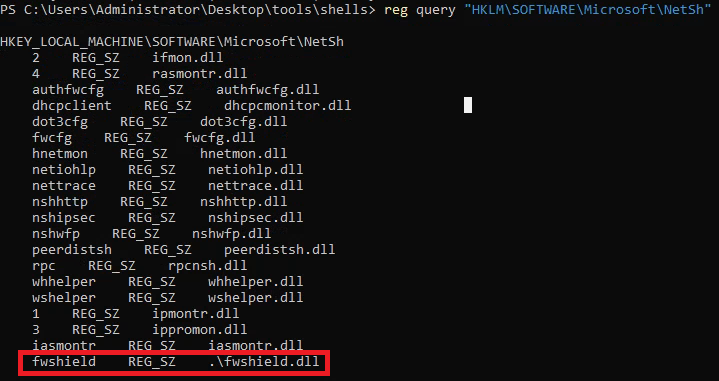 PS C:\Users\Administrator\Desktop\tools\shells> reg query "HKLM\SOFTWARE\Microsoft\NetSh"
HKEY_LOCAL_MACHINE\SOFTWARE\Microsoft\NetSh
2    REG_SZ    ifmon.dll
4    REG_SZ    rasmontr.dll
authfwcfg    REG_SZ    authfwcfg.dll
dhcpclient    REG_SZ    dhcpcmonitor.dll
dot3cfg    REG_SZ    dot3cfg.dll
fwcfg    REG_SZ    fwcfg.dll
hnetmon    REG_SZ    hnetmon.dll
netiohlp    REG_SZ    netiohlp.dll
nettrace    REG_SZ    nettrace.dll
nshhttp    REG_SZ    nshhttp.dll
nshipsec    REG_SZ    nshipsec.dll
nshwfp    REG_SZ    nshwfp.dll
peerdistsh    REG_SZ    peerdistsh.dll
rpc    REG_SZ    rpcnsh.dll
whhelper    REG_SZ    whhelper.dll
wshelper    REG_SZ    wshelper.dll
1    REG_SZ    ipmontr.dll
3    REG_SZ    ippromon.dll
iasmontr    REG_SZ    iasmontr.dll
fwshield    REG_SZ    .\fwshield.dll